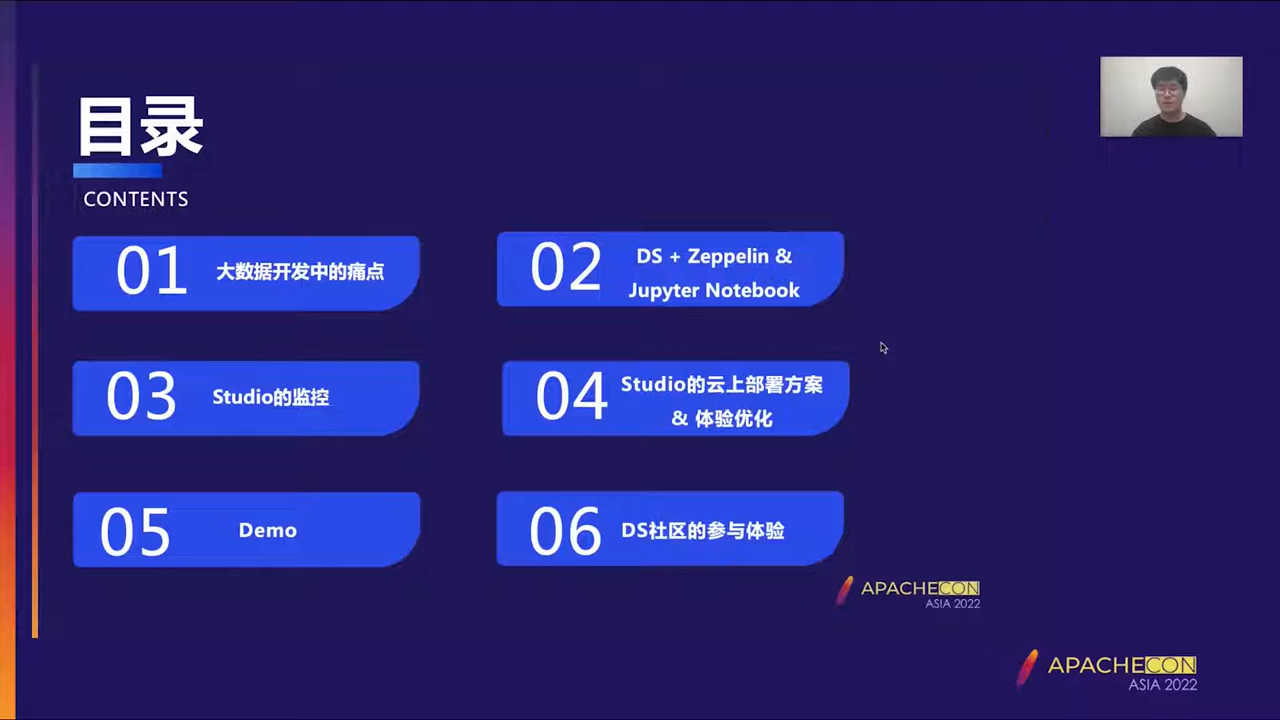 目录
CONTENTS
01
大数据开发中的痛点
02
DS + Zeppelin &
Jupyter Notebook
03
Studio的监控
04
Studio的云上部署方案
& 体验优化
05
Demo
06
DS社区的参与体验
APACHECON
ASIA 2022
APACHECON
ASIA 2022